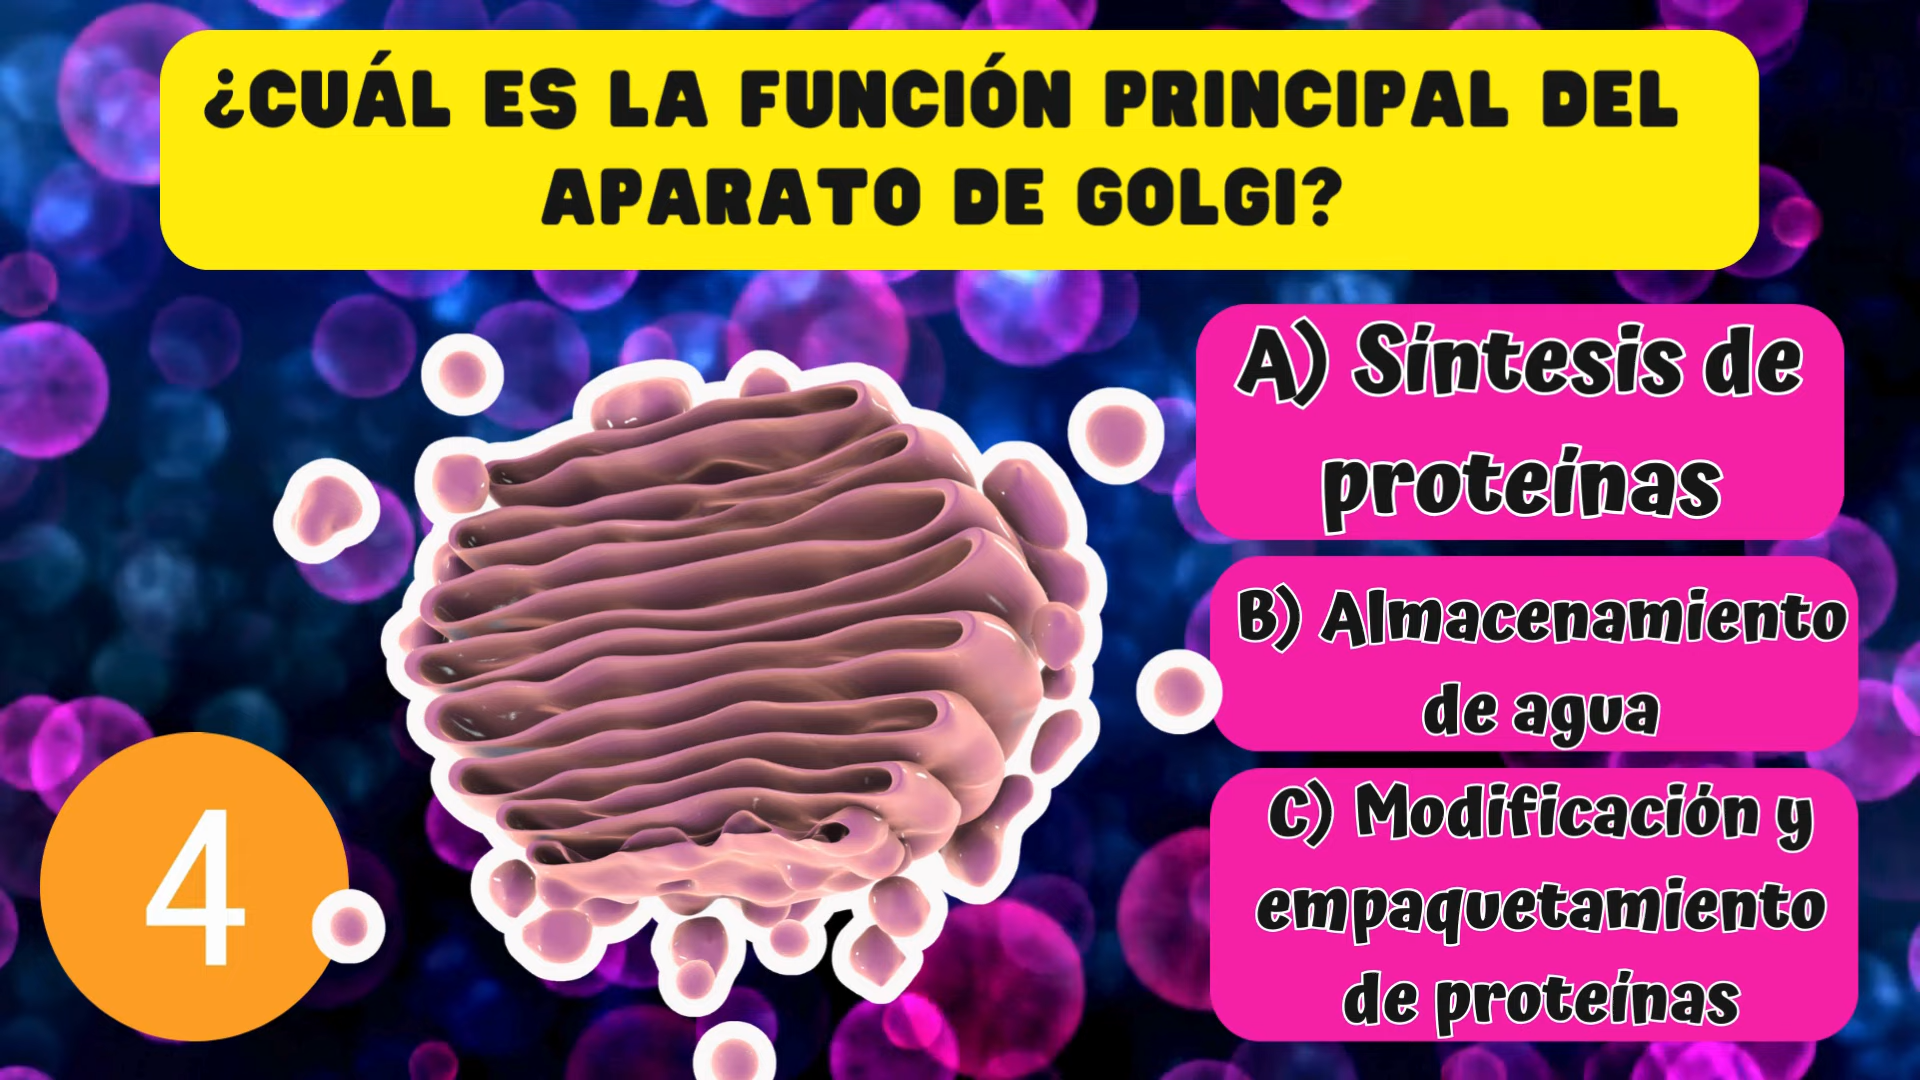 ¿CUÁL ES LA FUNCIÓN PRINCIPAL DEL
APARATO DE GOLGI?
A) Síntesis de
proteínas
B) Almacenamiento
de agua
C) Modificación y
empaquetamiento
de proteínas
4